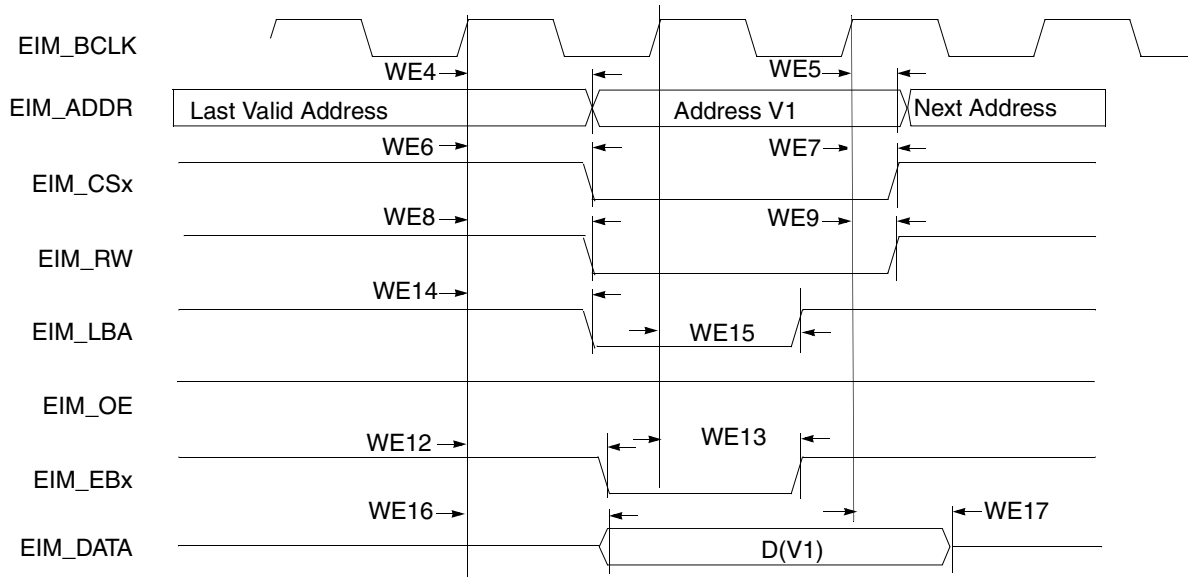 EIM_BCLK
WE4
WE5
EIM_ADDR
Last Valid Address
Address V1
Next Address
WE6
WE7
EIM_CSx
WE8
WE9
EIM_RW
WE14
EIM_LBA
WE15
EIM_OE
WE12
WE13
EIM_EBx
WE16
WE17
EIM_DATA
D(V1)